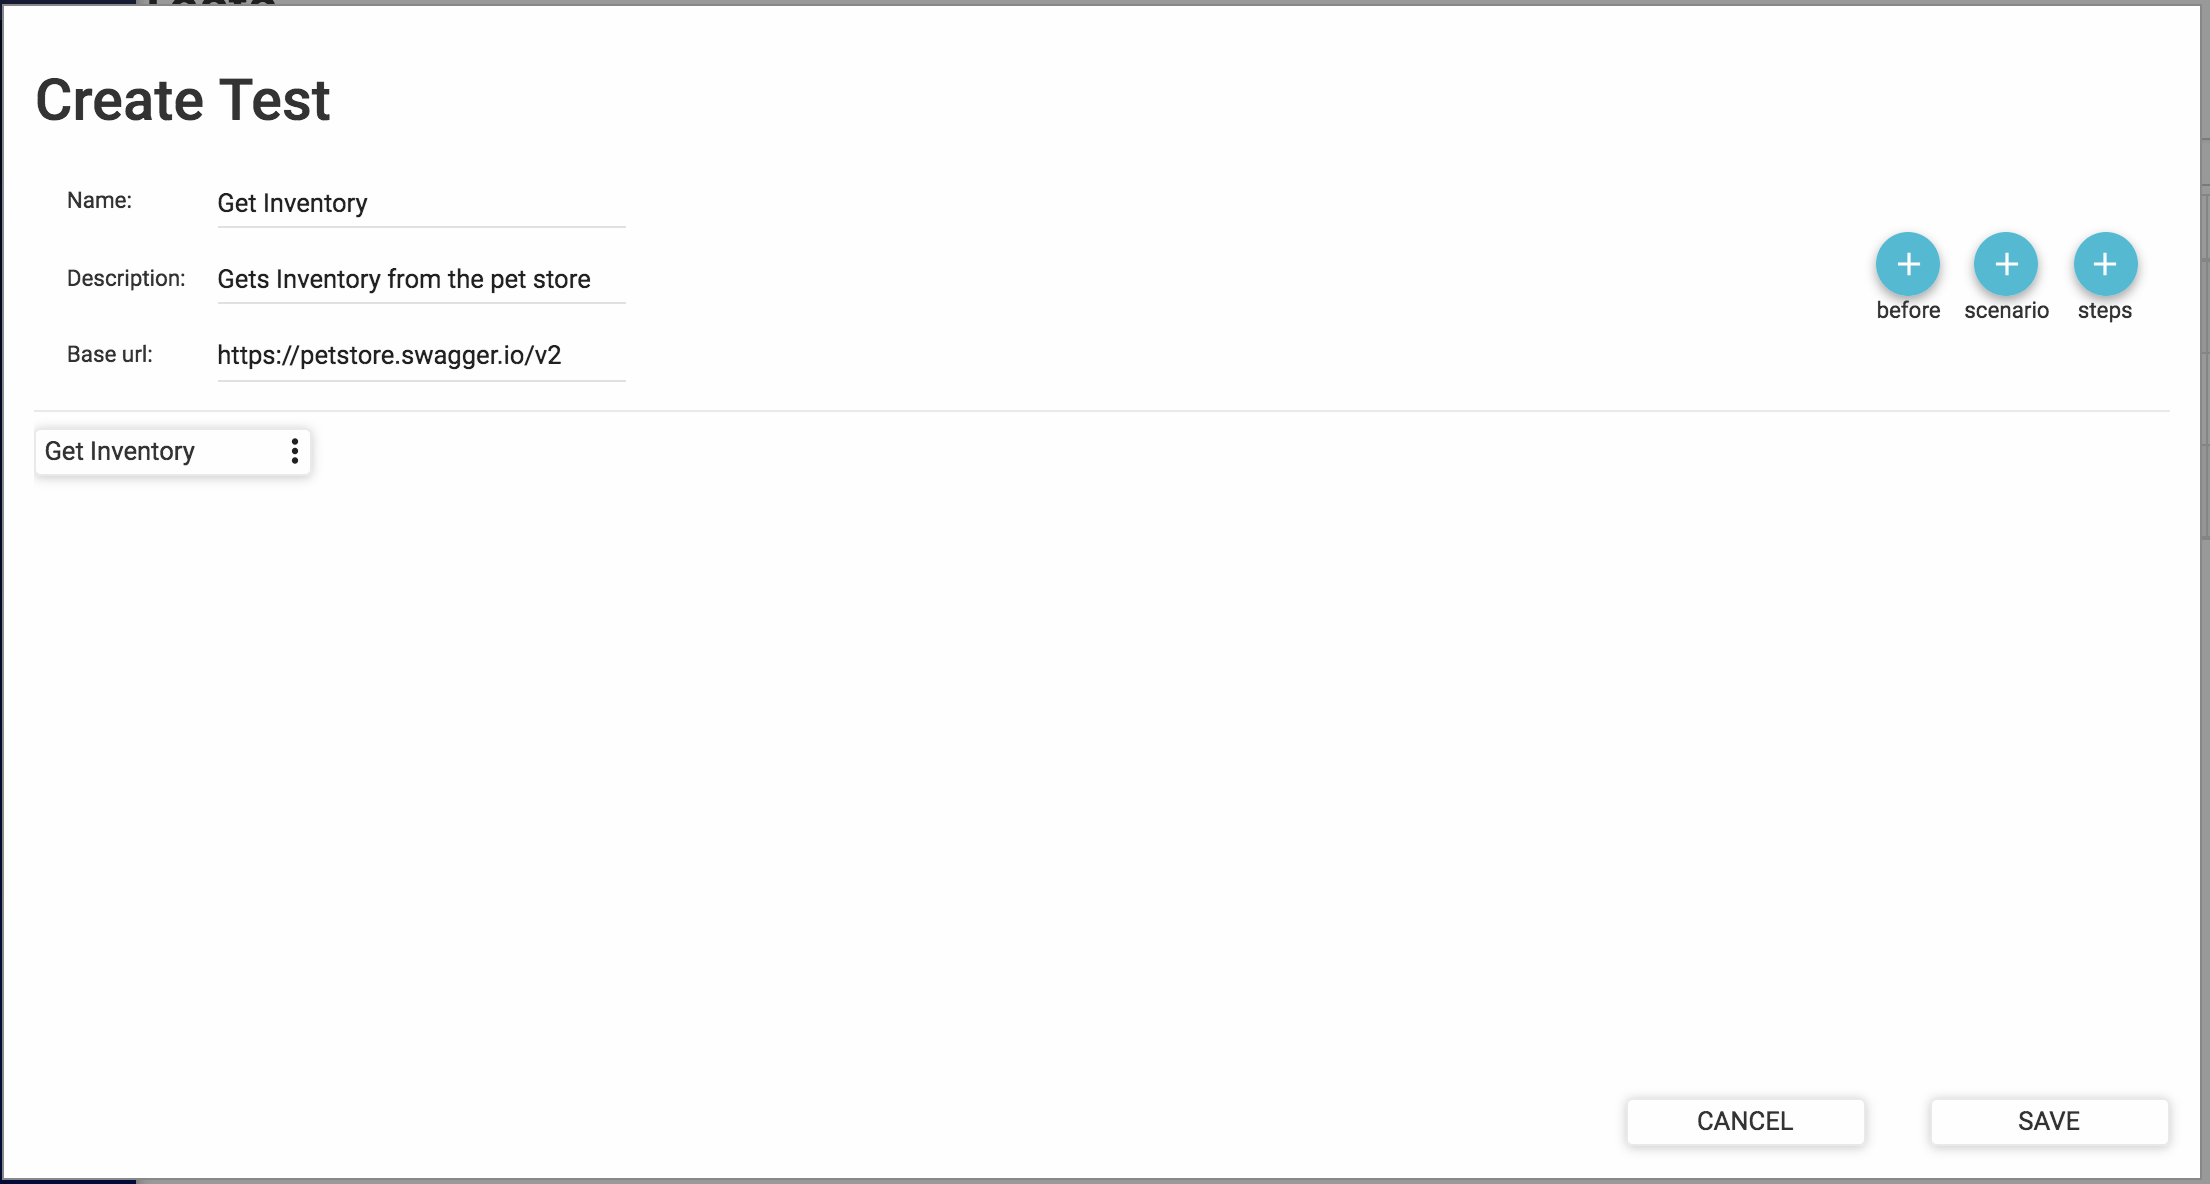 Create Test
Name: Get Inventory
Description: Gets Inventory from the pet store
Base url: https://petstore.swagger.io/v2
before scenario steps
Get Inventory
CANCEL SAVE